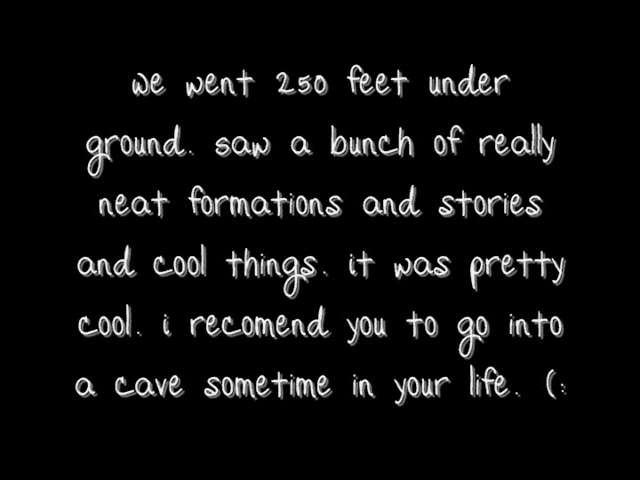 we went 250 feet under
ground. saw a bunch of really
neat formations and stories
and cool things. it was pretty
cool. i recomend you to go into
a cave sometime in your life. (: